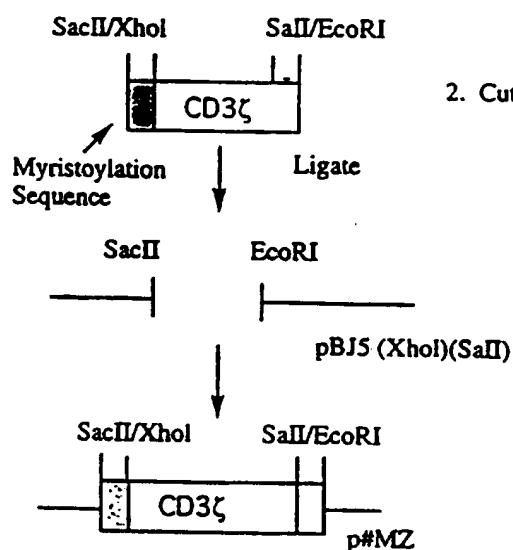 SacII/XhoI SalI/EcoRI
CD3ζ
2. Cut
Myristoylation
Sequence
Ligate
SacII EcoRI
pBJ5 (XhoI)(SalI)
SacII/XhoI SalI/EcoRI
CD3ζ
p#MZ